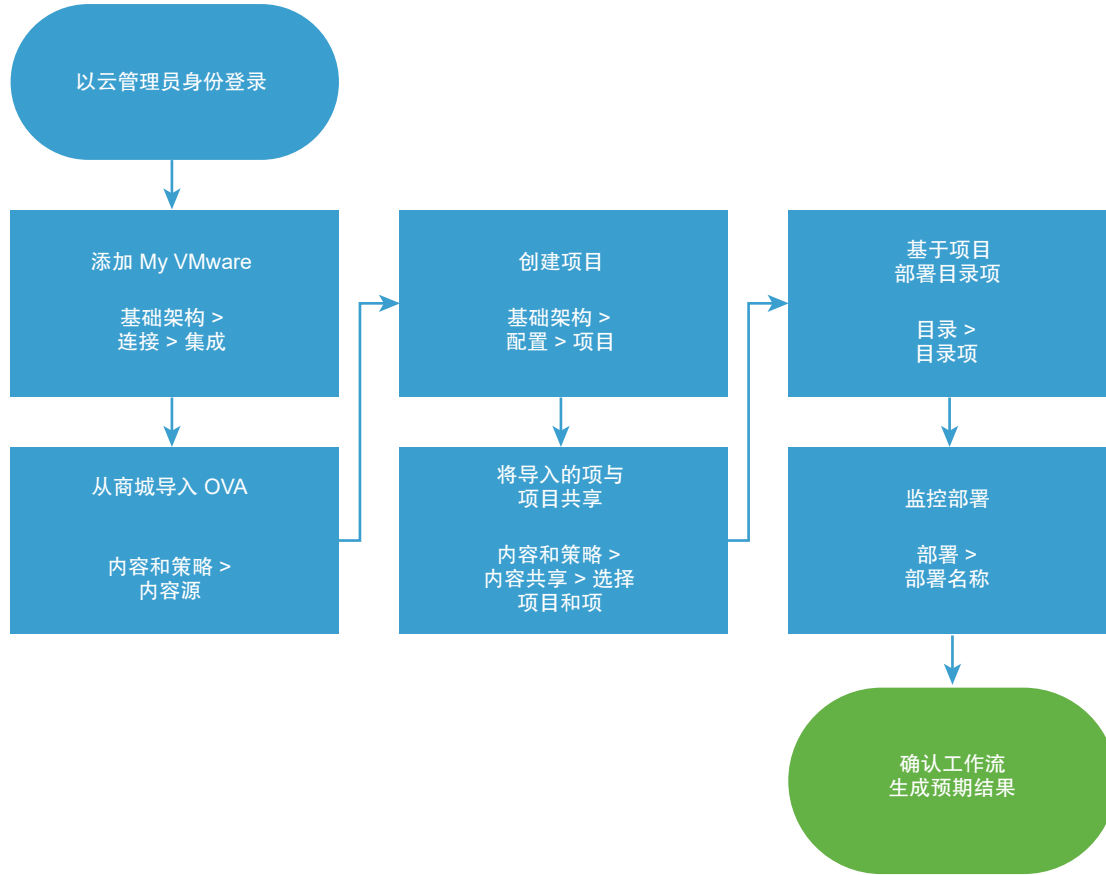 以云管理员身份登录
添加 My VMware
基础架构 >
连接 > 集成
从商城导入 OVA
内容和策略 >
内容源
创建项目
基础架构 >
配置 > 项目
将导入的项与
项目共享
内容和策略 >
内容共享 > 选择
项目和项
基于项目
部署目录项
目录 >
目录项
监控部署
部署 >
部署名称
确认工作流
生成预期结果